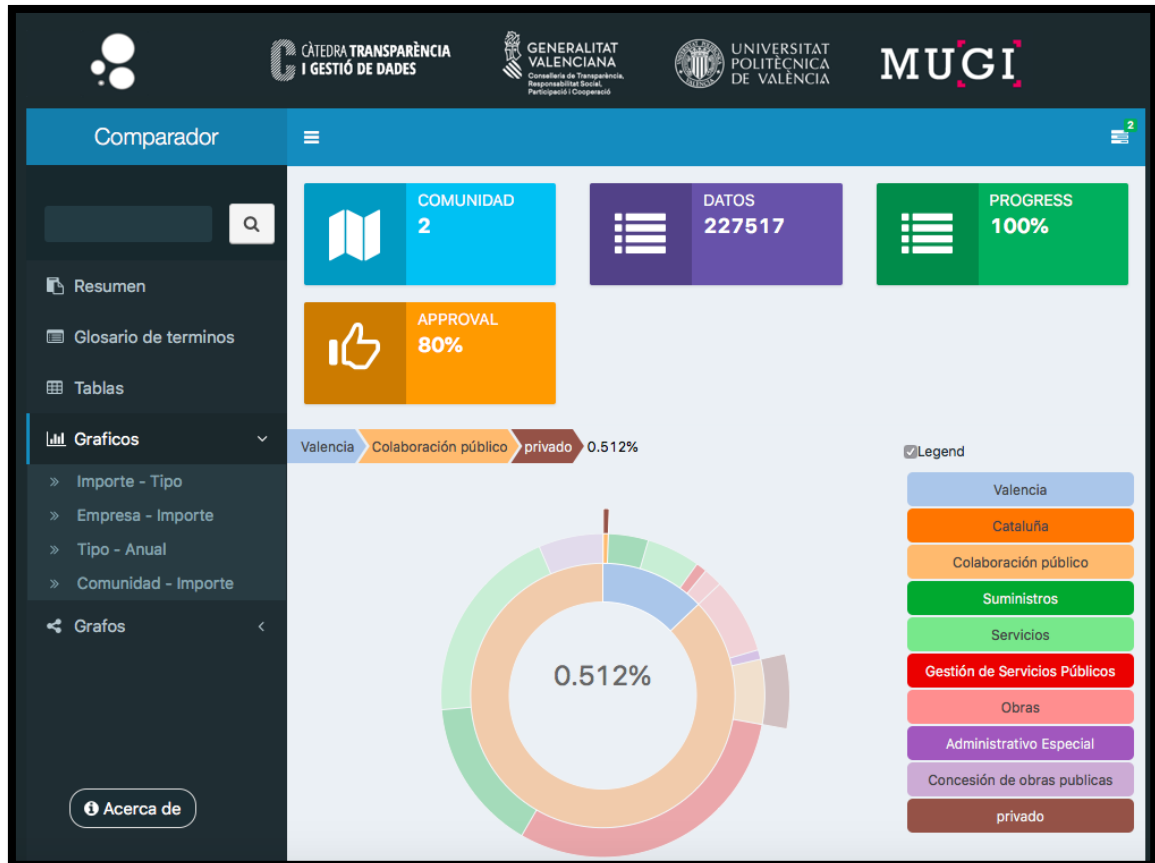 CÀTEDRA TRANSPARÈNCIA
I GESTIÓ DE DADES
GENERALITAT
VALENCIANA
Conselleria de Transparència,
Responsabilitat Social,
Participació i Cooperació
UNIVERSITAT
POLITÈCNICA
DE VALÈNCIA
MUGI
Comparador
2
COMUNIDAD
2
DATOS
227517
PROGRESS
100%
APPROVAL
80%
Resumen
Glosario de terminos
Tablas
Graficos
Importe - Tipo
Empresa - Importe
Tipo - Anual
Comunidad - Importe
Grafos
Acerca de
Valencia Colaboración público privado 0.512%
0.512%
Legend
Valencia
Cataluña
Colaboración público
Suministros
Servicios
Gestión de Servicios Públicos
Obras
Administrativo Especial
Concesión de obras publicas
privado